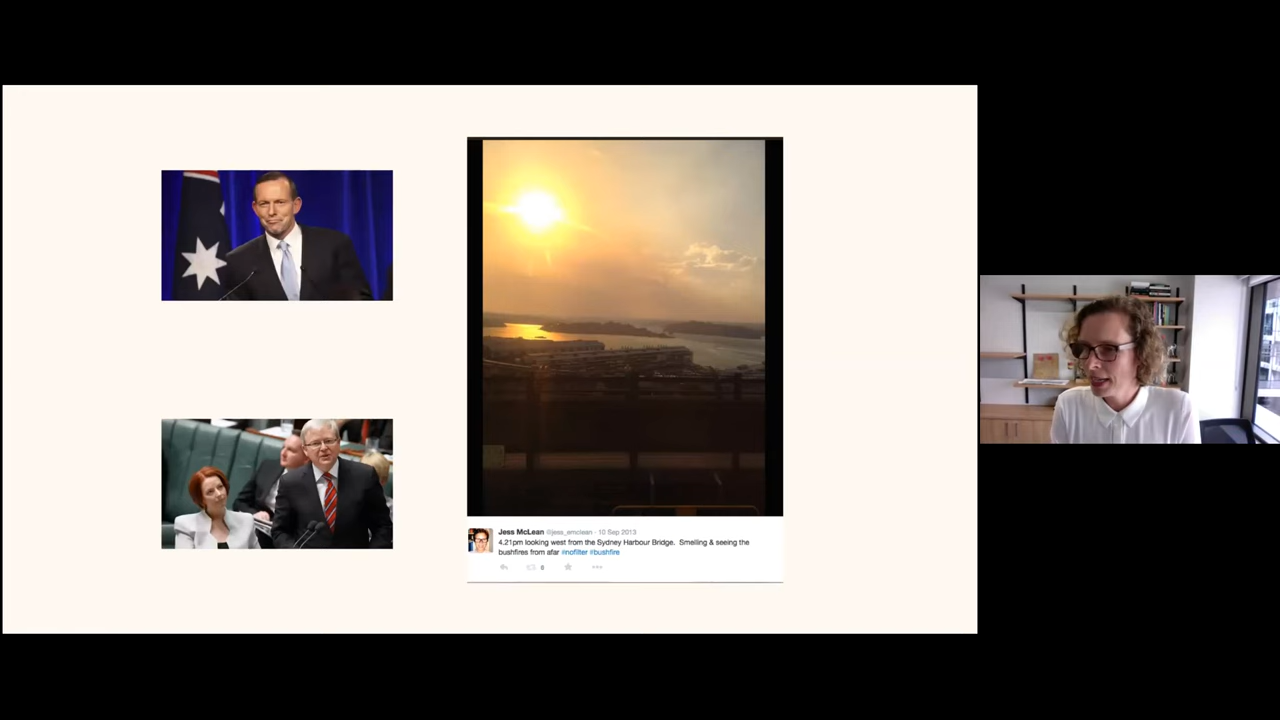 Jess McLean @jess_emclean · 10 Sep 2013
4.21pm looking west from the Sydney Harbour Bridge. Smelling & seeing the
bushfires from afar #nofilter #bushfire
8